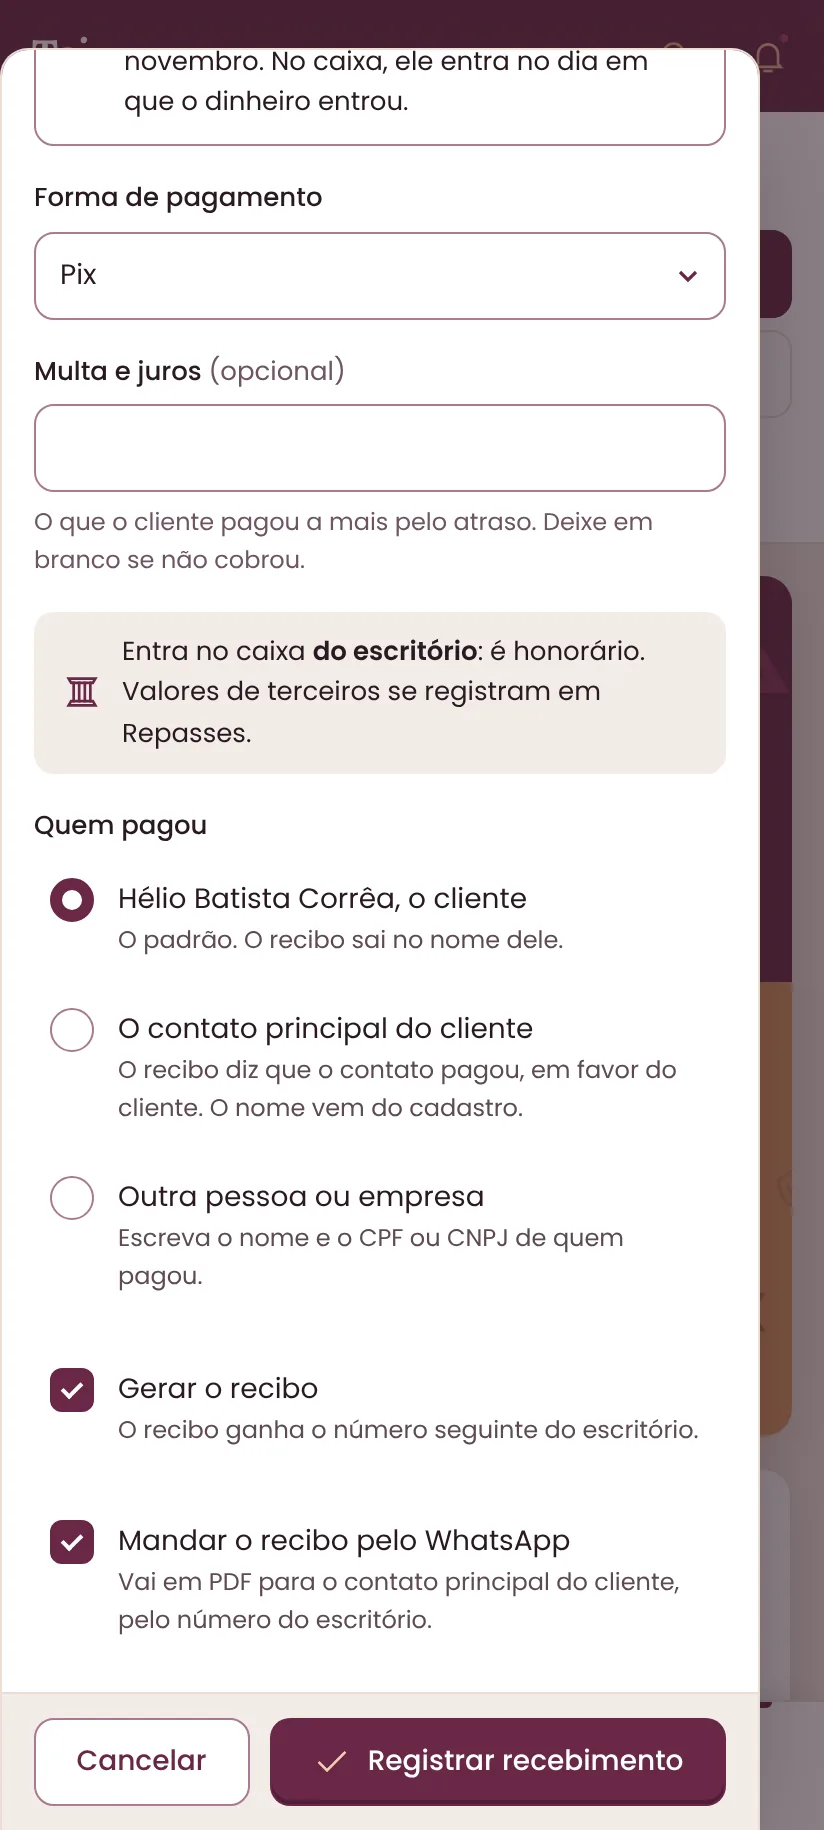 novembro. No caixa, ele entra no dia em
que o dinheiro entrou.
Forma de pagamento
Pix
Multa e juros (opcional)
O que o cliente pagou a mais pelo atraso. Deixe em
branco se não cobrou.
Entra no caixa do escritório: é honorário.
Valores de terceiros se registram em
Repasses.
Quem pagou
Hélio Batista Corrêa, o cliente
O padrão. O recibo sai no nome dele.
O contato principal do cliente
O recibo diz que o contato pagou, em favor do
cliente. O nome vem do cadastro.
Outra pessoa ou empresa
Escreva o nome e o CPF ou CNPJ de quem
pagou.
Gerar o recibo
O recibo ganha o número seguinte do escritório.
Mandar o recibo pelo WhatsApp
Vai em PDF para o contato principal do cliente,
pelo número do escritório.
Cancelar
Registrar recebimento